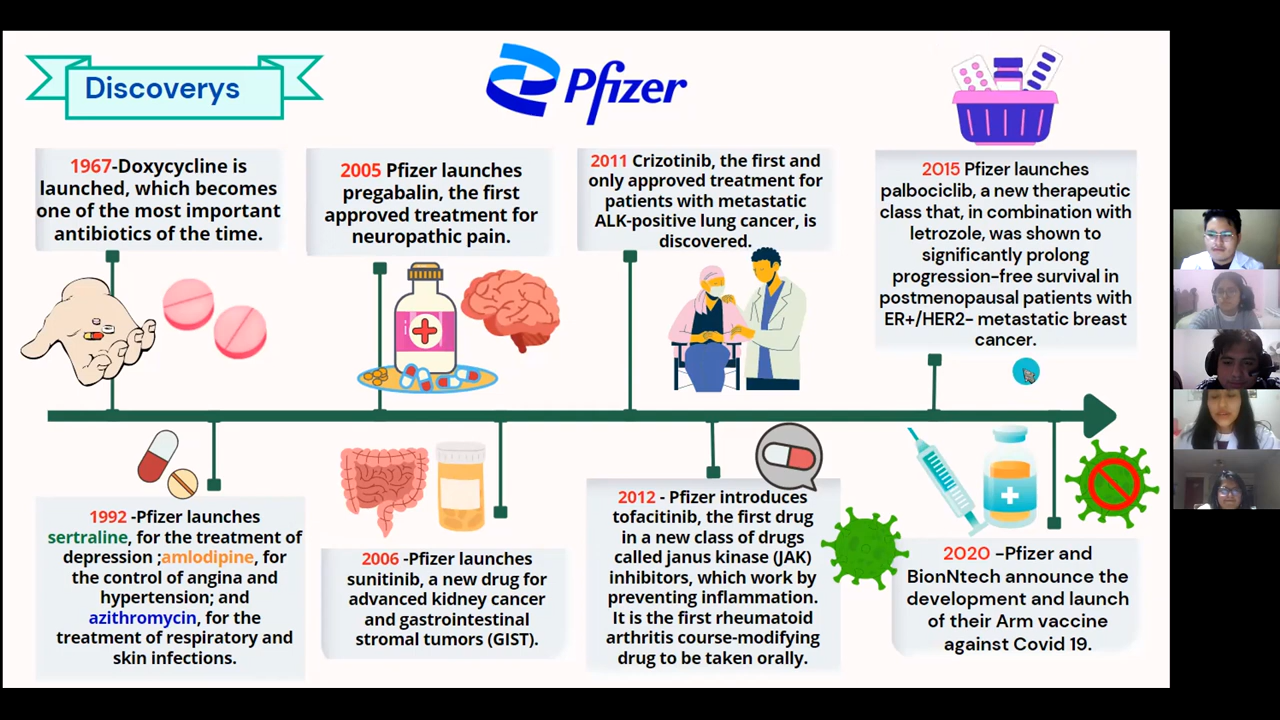 Discoverys
Pfizer
1967-Doxycycline is
launched, which becomes
one of the most important
antibiotics of the time.
2005 Pfizer launches
pregabalin, the first
approved treatment for
neuropathic pain.
2011 Crizotinib, the first and
only approved treatment for
patients with metastatic
ALK-positive lung cancer, is
discovered.
2015 Pfizer launches
palbociclib, a new therapeutic
class that, in combination with
letrozole, was shown to
significantly prolong
progression-free survival in
postmenopausal patients with
ER+/HER2- metastatic breast
cancer.
1992 -Pfizer launches
sertraline, for the treatment of
depression ;amlodipine, for
the control of angina and
hypertension; and
azithromycin, for the
treatment of respiratory and
skin infections.
2006 -Pfizer launches
sunitinib, a new drug for
advanced kidney cancer
and gastrointestinal
stromal tumors (GIST).
2012 - Pfizer introduces
tofacitinib, the first drug
in a new class of drugs
called janus kinase (JAK)
inhibitors, which work by
preventing inflammation.
It is the first rheumatoid
arthritis course-modifying
drug to be taken orally.
2020 -Pfizer and
BionNtech announce the
development and launch
of their Arm vaccine
against Covid 19.